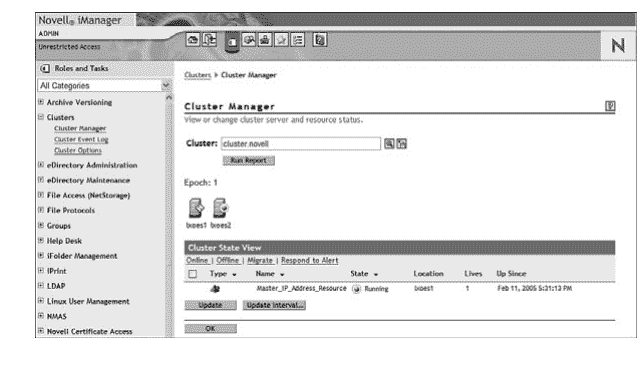 Novell® iManager
ADMIN
Unrestricted Access
N
Roles and Tasks
All Categories
Archive Versioning
Clusters
Cluster Manager
Cluster Event Log
Cluster Options
eDirectory Administration
eDirectory Maintenance
File Access (NetStorage)
File Protocols
Groups
Help Desk
iFolder Management
iPrint
LDAP
Linux User Management
NMAS
Novell Certificate Access
Clusters Cluster Manager
Cluster Manager
View or change cluster server and resource status.
Cluster: cluster.novell
Run Report
Epoch: 1
lxoes1 lxoes2
Cluster State View
Online | Offline | Migrate | Respond to Alert
Type Name State Location Lives Up Since
Master_IP_Address_Resource Running lxoes1 1 Feb 11, 2005 5:31:13 PM
Update Update Interval...
OK